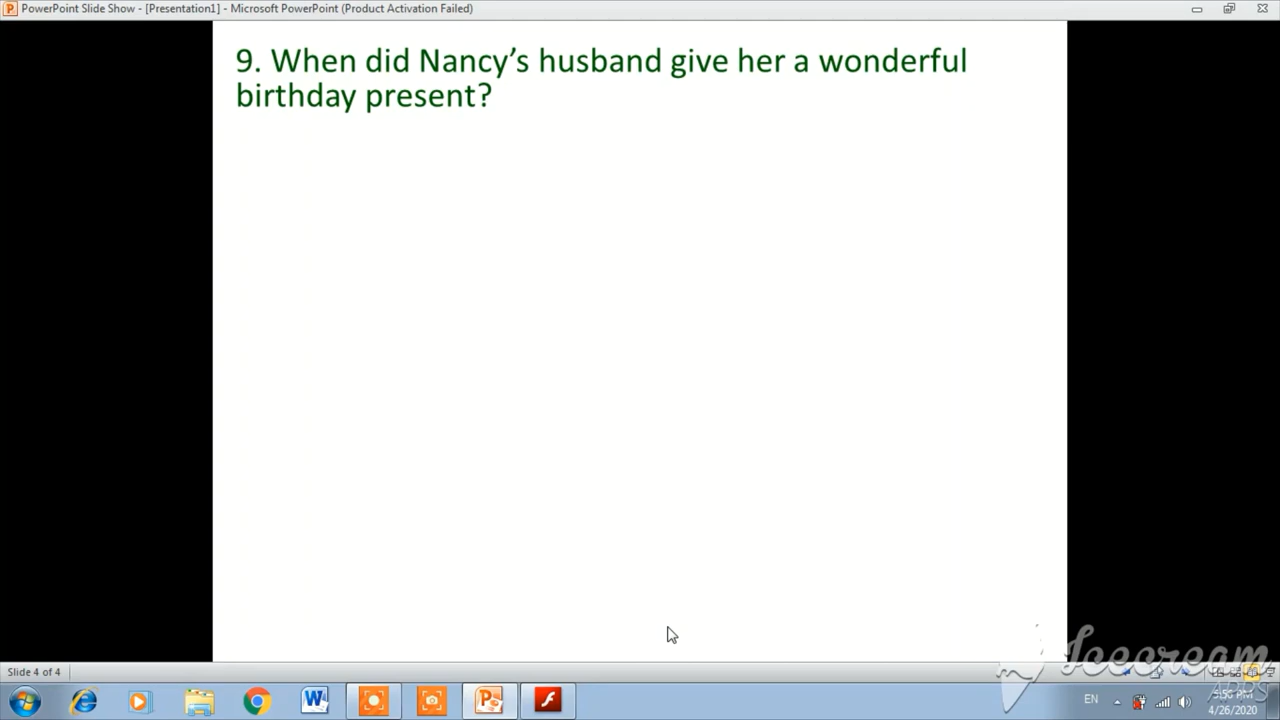 PowerPoint Slide Show - [Presentation1] - Microsoft PowerPoint (Product Activation Failed)
9. When did Nancy's husband give her a wonderful
birthday present?
Slide 4 of 4
Icecream
APPS
EN
4/26/2020